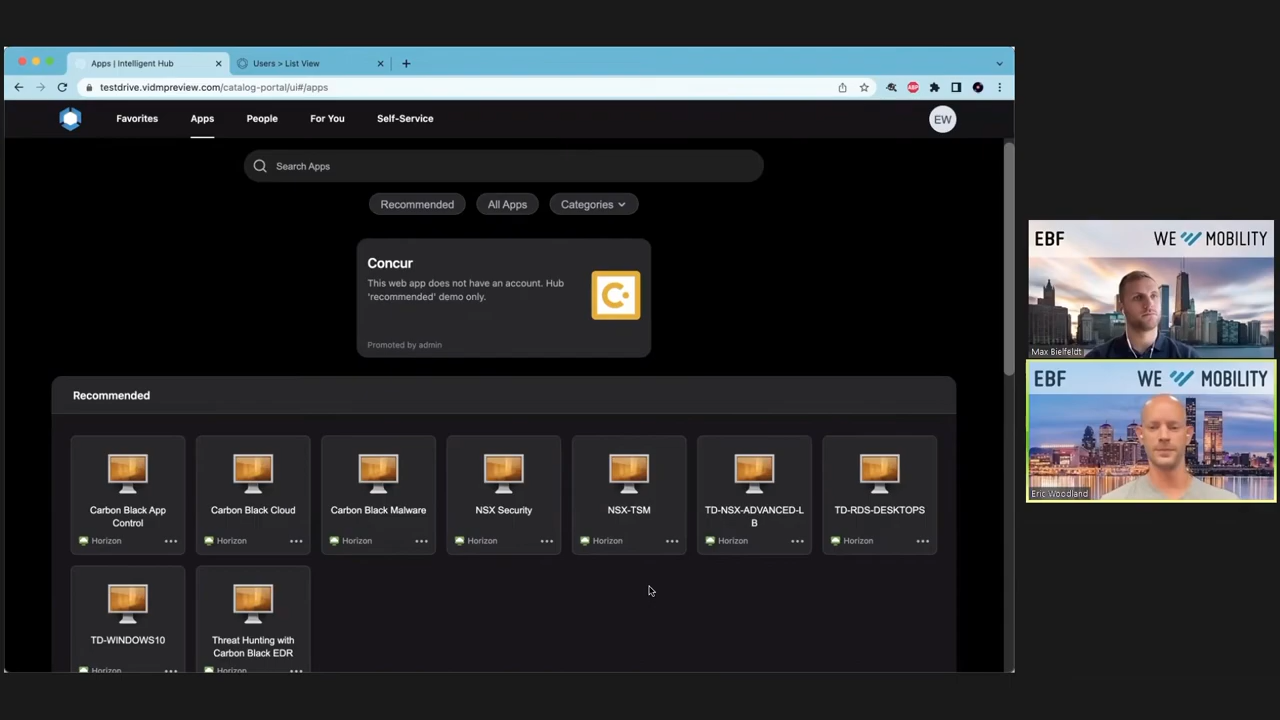 Apps | Intelligent Hub
Users > List View
testdrive.vidmpreview.com/catalog-portal/ui#/apps
Favorites
Apps
People
For You
Self-Service
EW
Search Apps
Recommended
All Apps
Categories
Concur
This web app does not have an account. Hub
'recommended' demo only.
Promoted by admin
C
Recommended
Carbon Black App
Control
Horizon
Carbon Black Cloud
Horizon
Carbon Black Malware
Horizon
NSX Security
Horizon
NSX-TSM
Horizon
TD-NSX-ADVANCED-L
B
Horizon
TD-RDS-DESKTOPS
Horizon
TD-WINDOWS10
Horizon
Threat Hunting with
Carbon Black EDR
Horizon
EBF
WE MOBILITY
Max Bielfeldt
EBF
WE MOBILITY
Eric Woodland
ABP